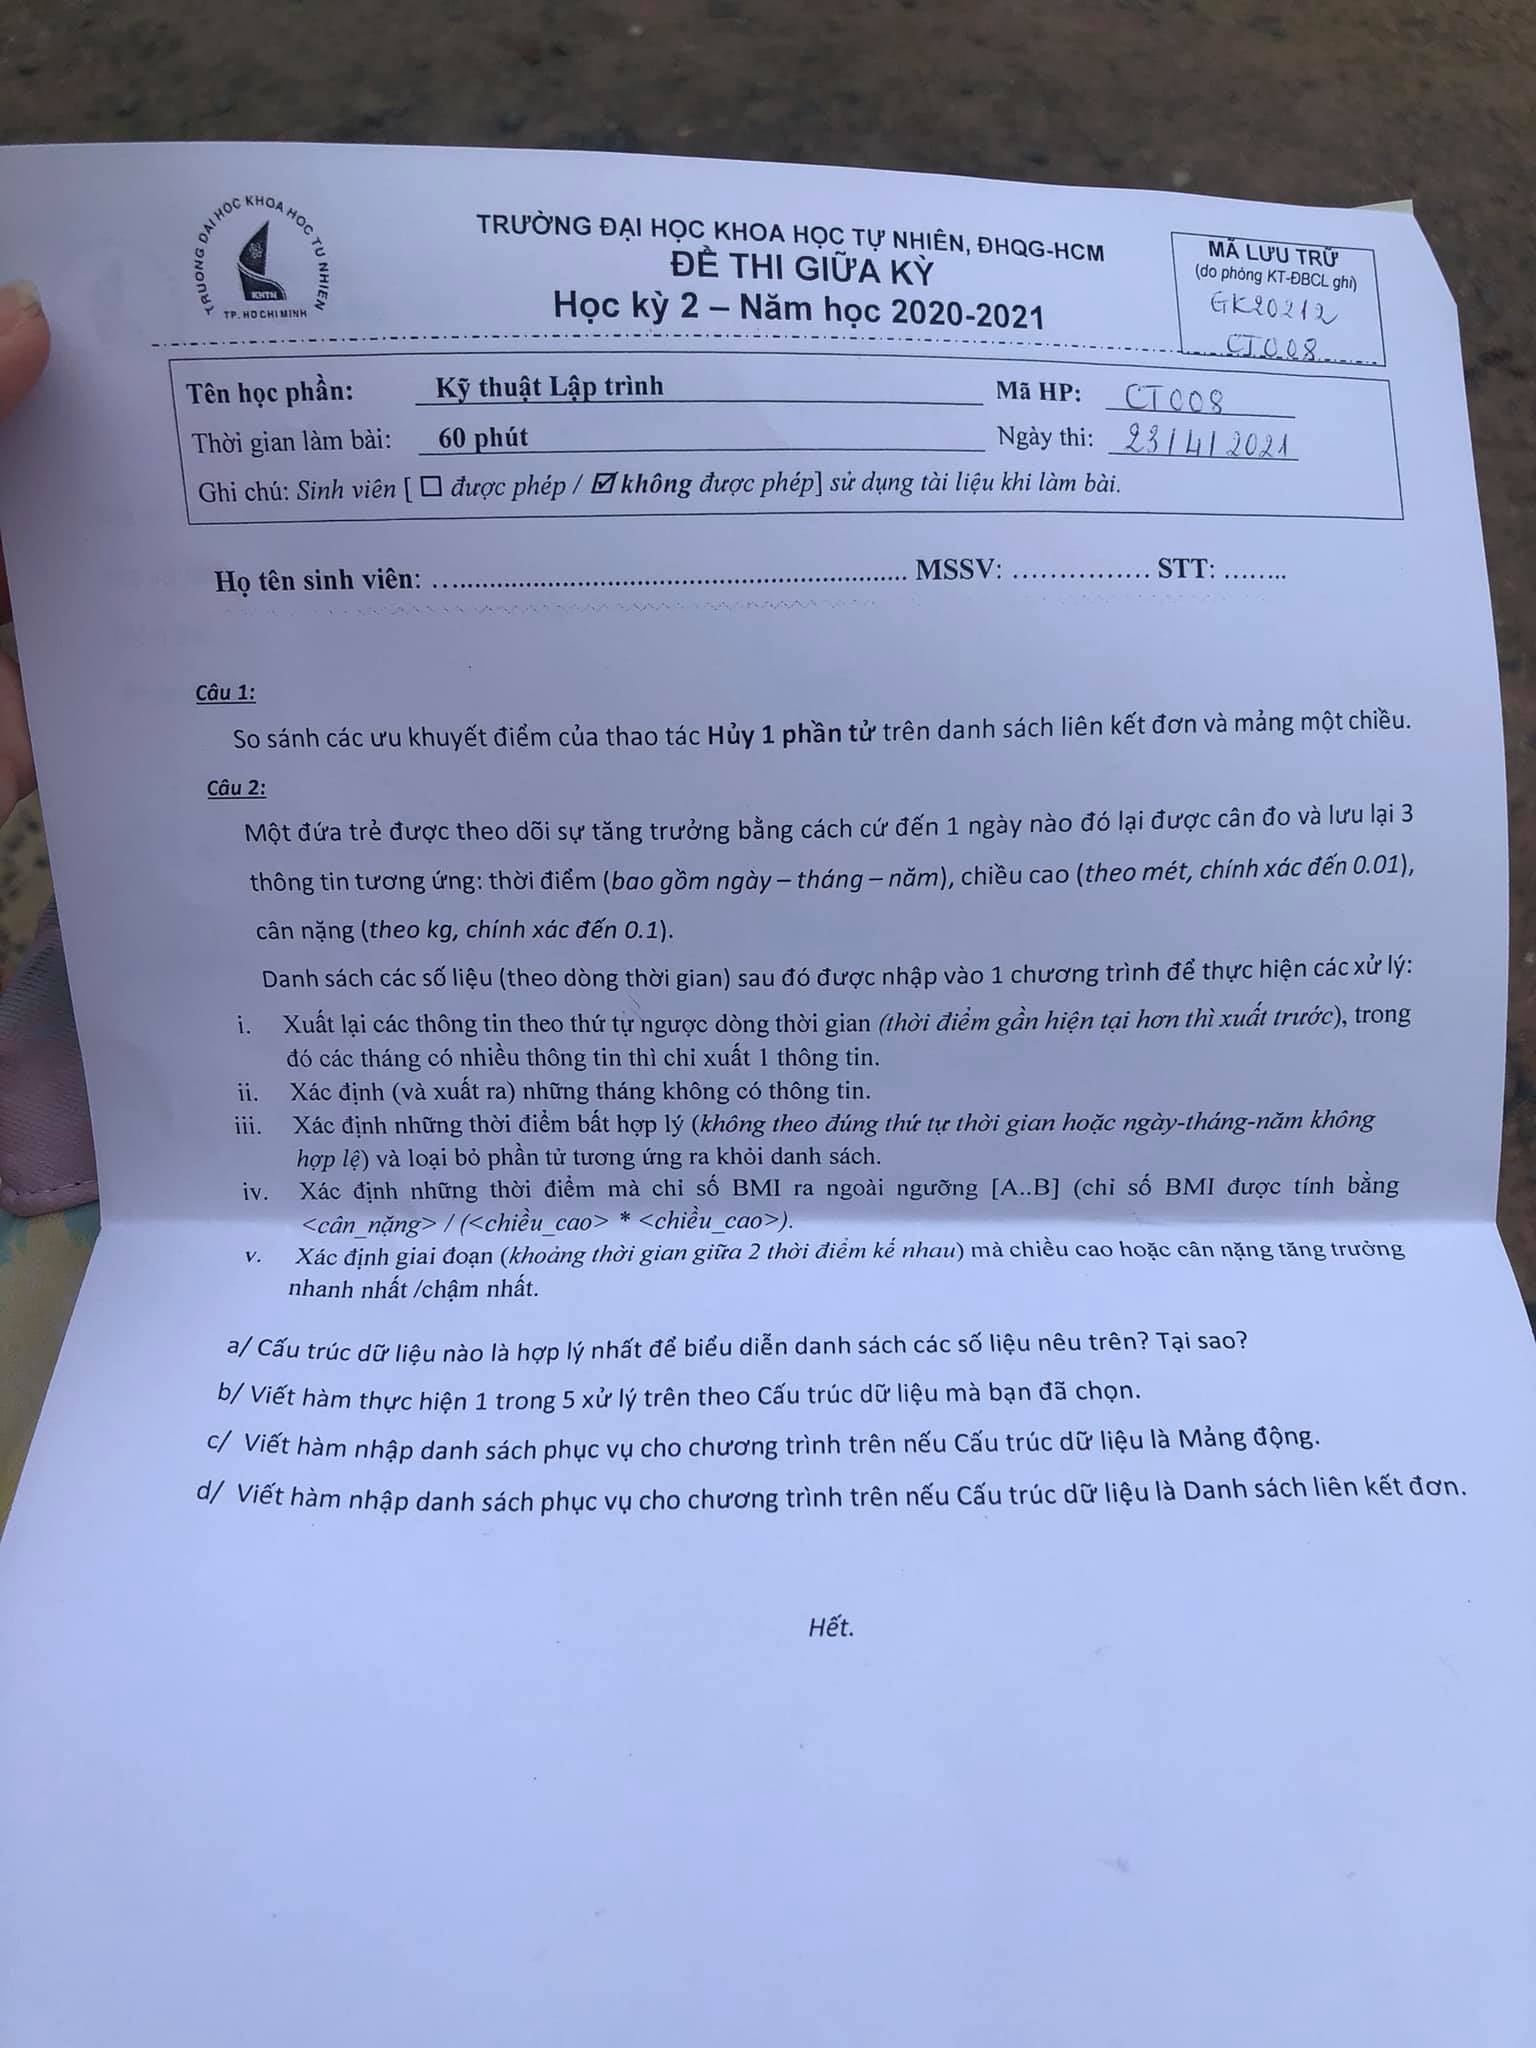 TRƯỜNG ĐẠI HỌC KHOA HỌC TỰ NHIÊN
KHTN
TP. HỒ CHÍ MINH
TRƯỜNG ĐẠI HỌC KHOA HỌC TỰ NHIÊN, ĐHQG-HCM
ĐỀ THI GIỮA KỲ
Học kỳ 2 – Năm học 2020-2021
MÃ LƯU TRỮ
(do phòng KT-ĐBCL ghi)
GK20212
CT008
Tên học phần: Kỹ thuật Lập trình Mã HP: CT008
Thời gian làm bài: 60 phút Ngày thi: 23/4/2021
Ghi chú: Sinh viên [ ☐ được phép / ☑ không được phép] sử dụng tài liệu khi làm bài.
Họ tên sinh viên: ................................................................ MSSV: ............... STT: ........
Câu 1:
So sánh các ưu khuyết điểm của thao tác Hủy 1 phần tử trên danh sách liên kết đơn và mảng một chiều.
Câu 2:
Một đứa trẻ được theo dõi sự tăng trưởng bằng cách cứ đến 1 ngày nào đó lại được cân đo và lưu lại 3
thông tin tương ứng: thời điểm (bao gồm ngày – tháng – năm), chiều cao (theo mét, chính xác đến 0.01),
cân nặng (theo kg, chính xác đến 0.1).
Danh sách các số liệu (theo dòng thời gian) sau đó được nhập vào 1 chương trình để thực hiện các xử lý:
i. Xuất lại các thông tin theo thứ tự ngược dòng thời gian (thời điểm gần hiện tại hơn thì xuất trước), trong
đó các tháng có nhiều thông tin thì chỉ xuất 1 thông tin.
ii. Xác định (và xuất ra) những tháng không có thông tin.
iii. Xác định những thời điểm bất hợp lý (không theo đúng thứ tự thời gian hoặc ngày-tháng-năm không
hợp lệ) và loại bỏ phần tử tương ứng ra khỏi danh sách.
iv. Xác định những thời điểm mà chỉ số BMI ra ngoài ngưỡng [A..B] (chỉ số BMI được tính bằng
<cân_nặng> / (<chiều_cao> * <chiều_cao>).
v. Xác định giai đoạn (khoảng thời gian giữa 2 thời điểm kế nhau) mà chiều cao hoặc cân nặng tăng trưởng
nhanh nhất /chậm nhất.
a/ Cấu trúc dữ liệu nào là hợp lý nhất để biểu diễn danh sách các số liệu nêu trên? Tại sao?
b/ Viết hàm thực hiện 1 trong 5 xử lý trên theo Cấu trúc dữ liệu mà bạn đã chọn.
c/ Viết hàm nhập danh sách phục vụ cho chương trình trên nếu Cấu trúc dữ liệu là Mảng động.
d/ Viết hàm nhập danh sách phục vụ cho chương trình trên nếu Cấu trúc dữ liệu là Danh sách liên kết đơn.
Hết.